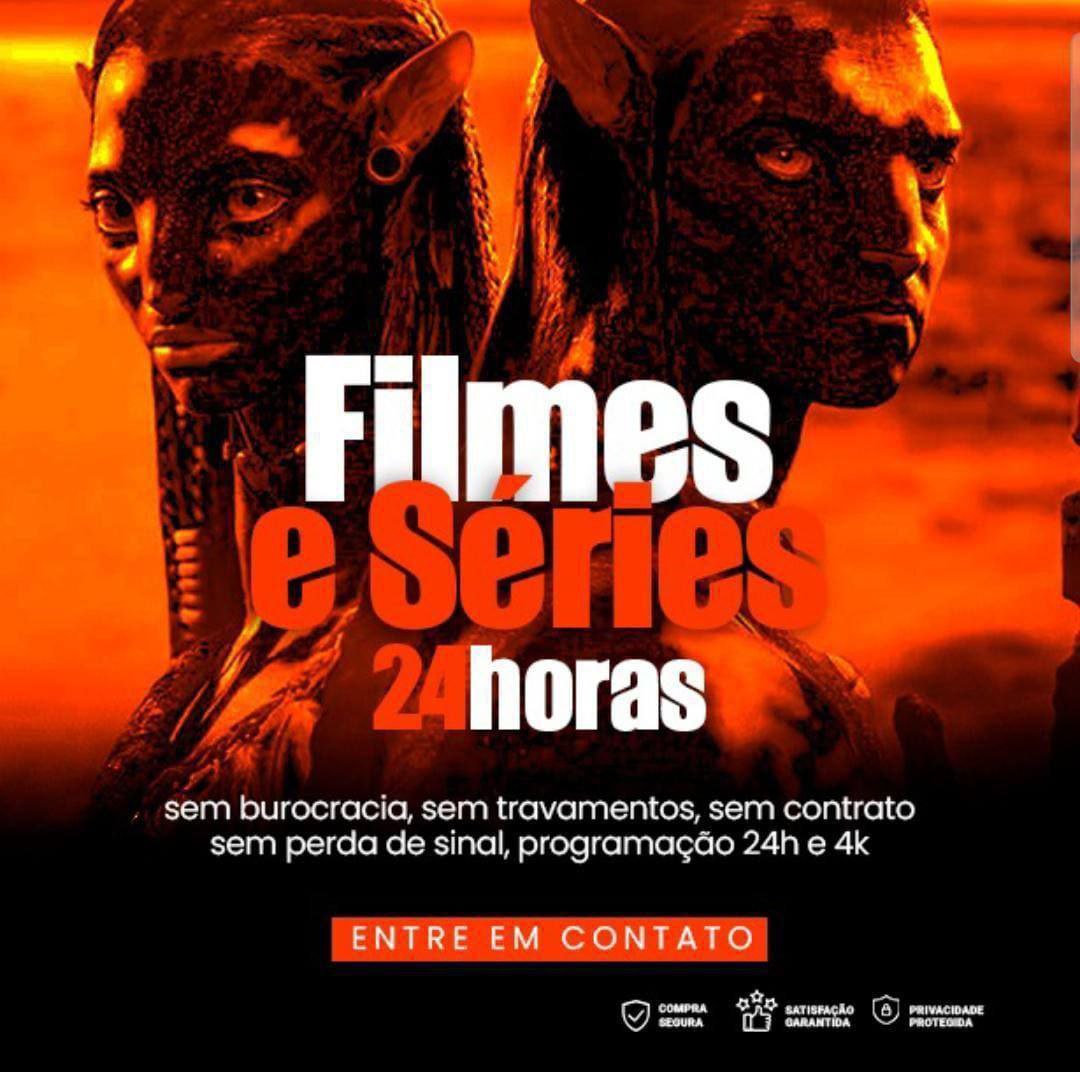 Filmes
e Séries
24horas
sem burocracia, sem travamentos, sem contrato
sem perda de sinal, programação 24h e 4k
ENTRE EM CONTATO
COMPRA
SEGURA
SATISFAÇÃO
GARANTIDA
PRIVACIDADE
PROTEGIDA